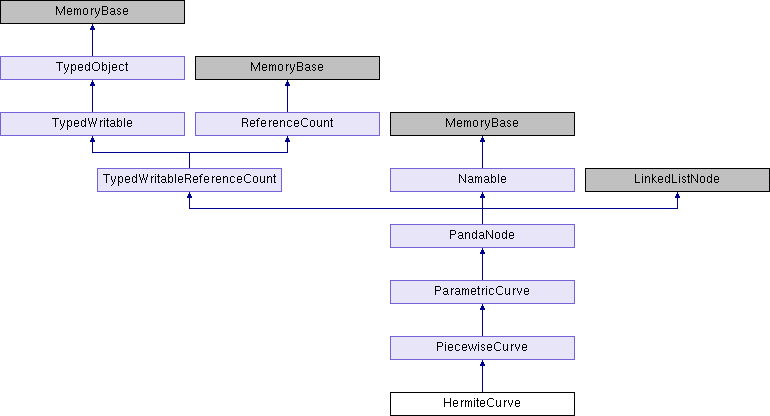 MemoryBase
TypedObject
MemoryBase
TypedWritable
ReferenceCount
MemoryBase
TypedWritableReferenceCount
Namable
LinkedListNode
PandaNode
ParametricCurve
PiecewiseCurve
HermiteCurve